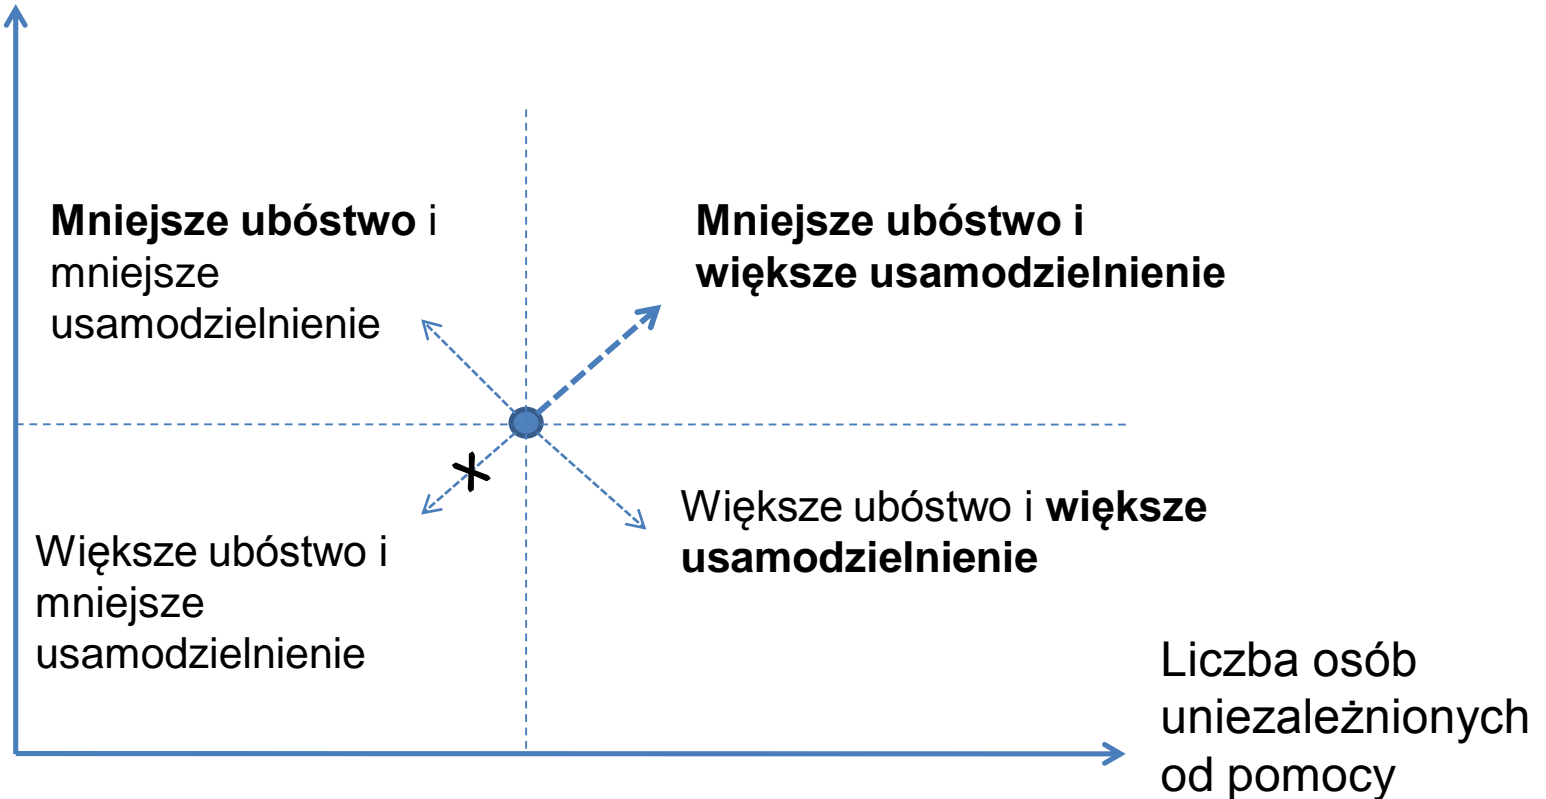 Mniejsze ubóstwo i
mniejsze
usamodzielnienie
Mniejsze ubóstwo i
większe usamodzielnienie
Większe ubóstwo i
mniejsze
usamodzielnienie
Większe ubóstwo i większe
usamodzielnienie
Liczba osób
uniezależnionych
od pomocy